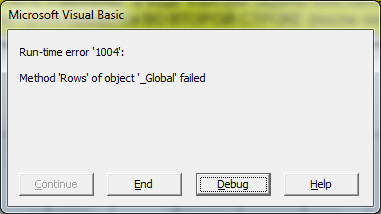 Microsoft Visual Basic
Run-time error '1004':
Method 'Rows' of object '_Global' failed
Continue
End
Debug
Help